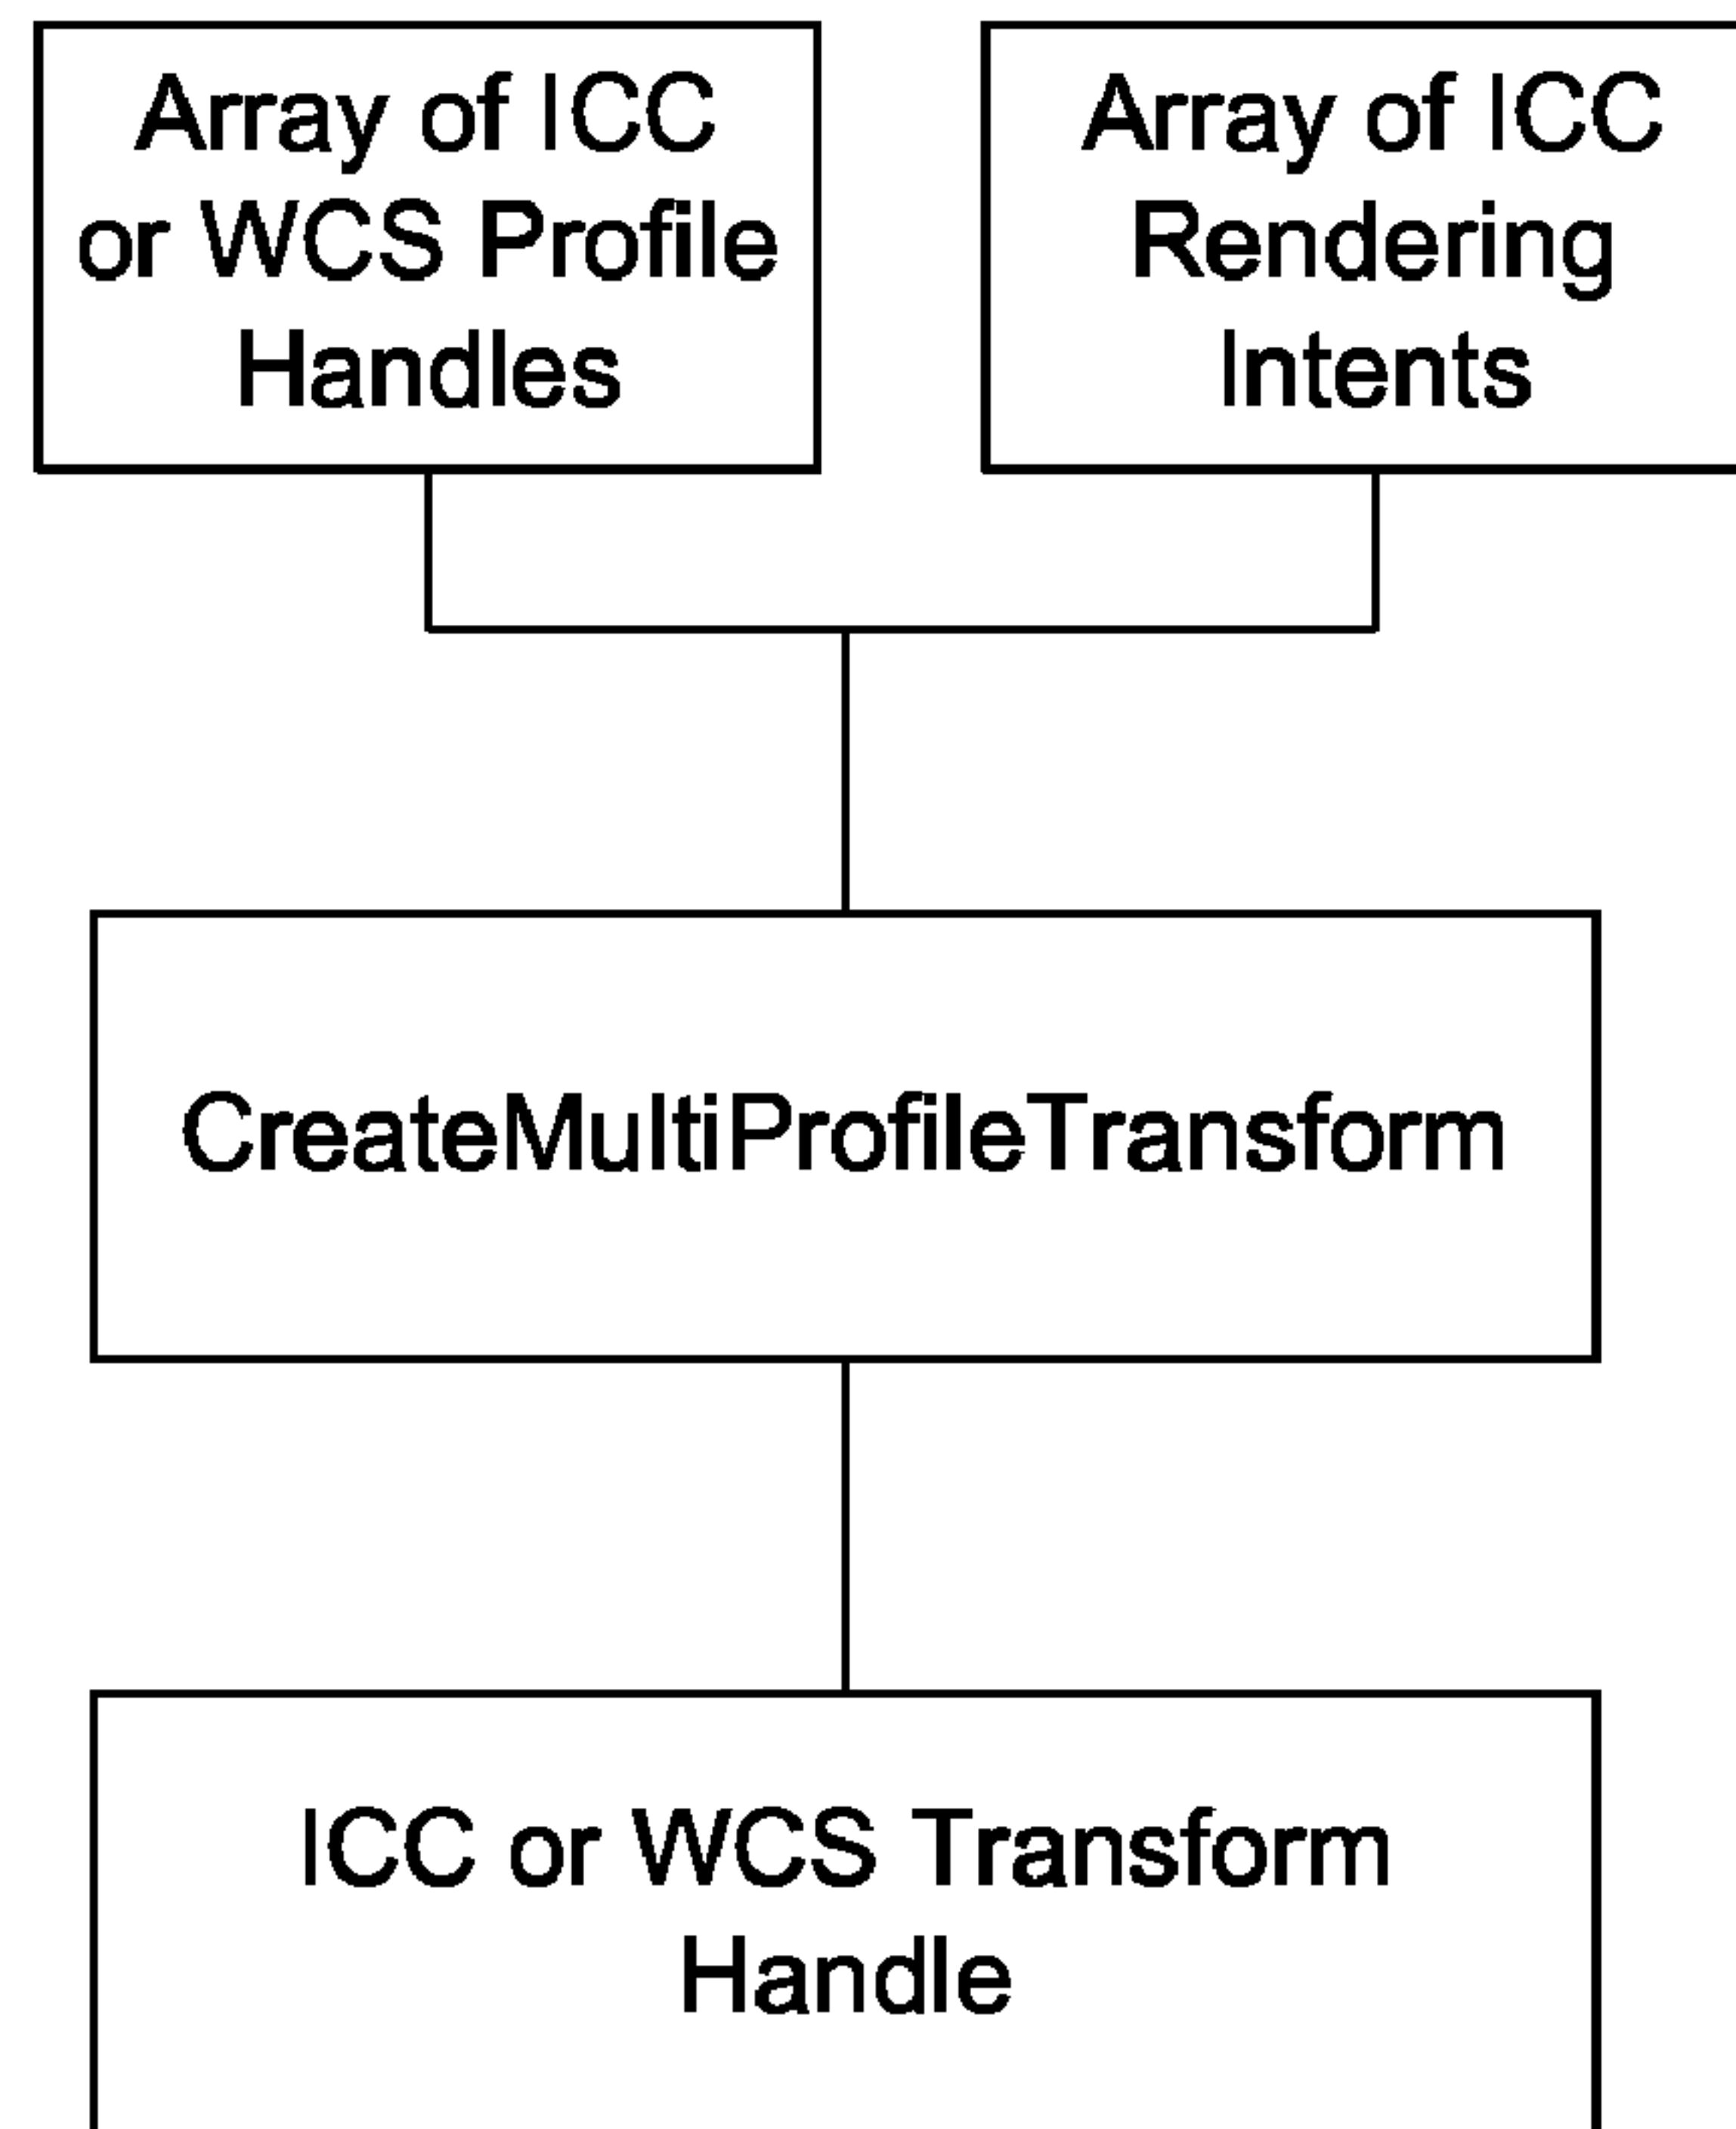 Array of ICC
or WCS Profile
Handles
Array of ICC
Rendering
Intents
CreateMultiProfileTransform
ICC or WCS Transform
Handle